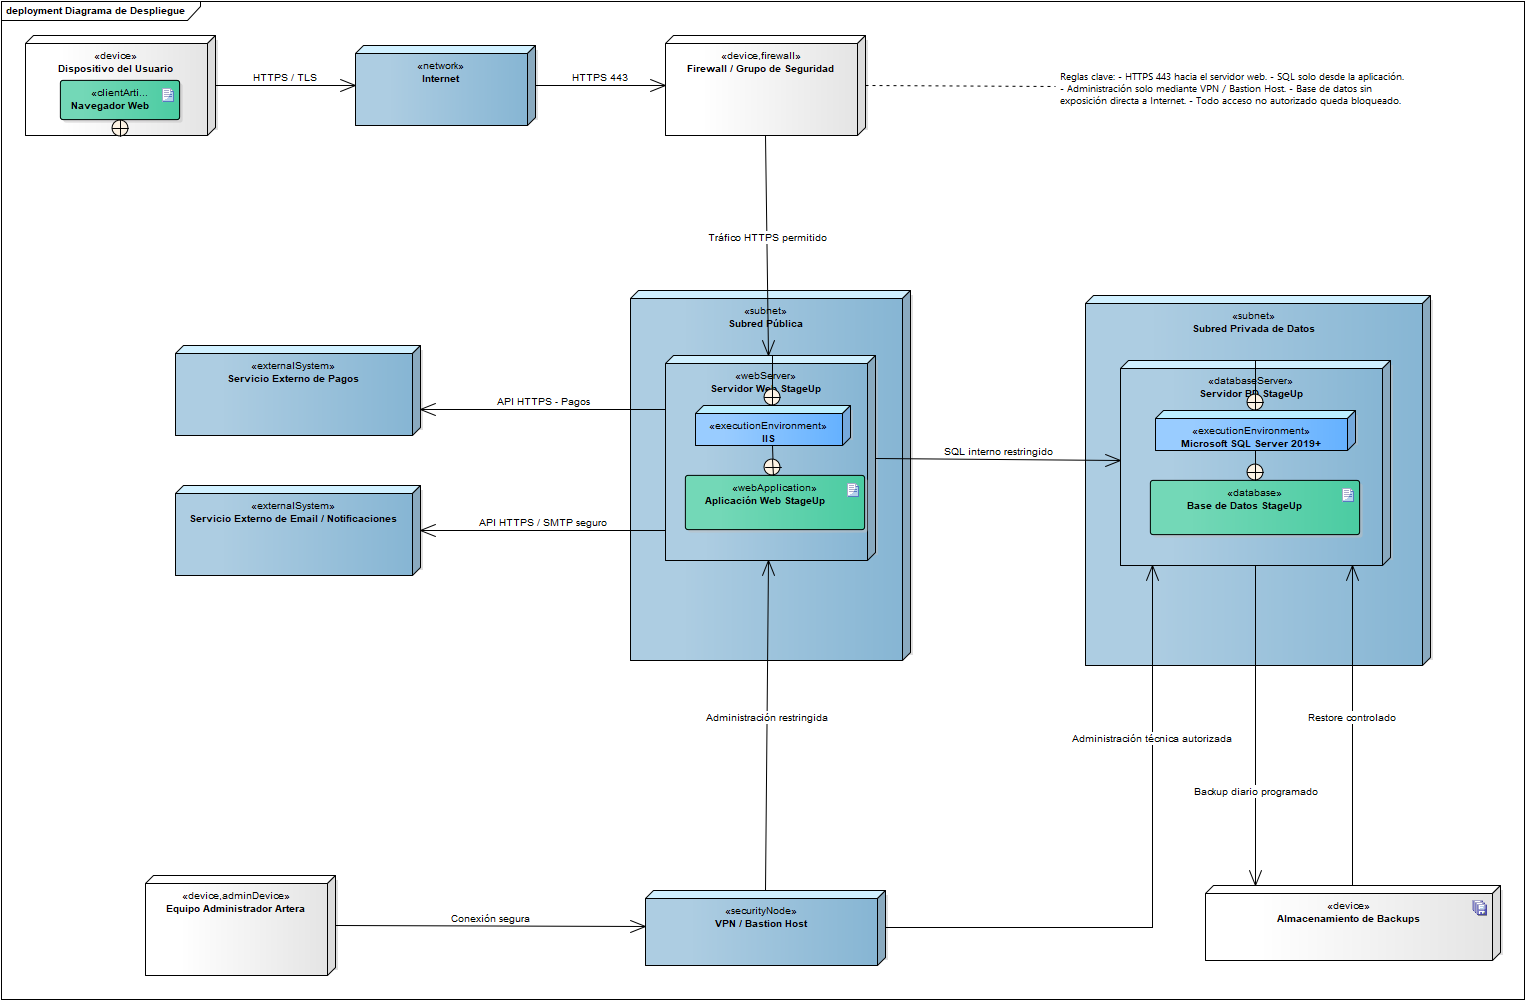 deployment Diagrama de Despliegue
«device»
Dispositivo del Usuario
«clientArti...
Navegador Web
HTTPS / TLS
«network»
Internet
HTTPS 443
«device,firewall»
Firewall / Grupo de Seguridad
Reglas clave: - HTTPS 443 hacia el servidor web. - SQL solo desde la aplicación.
- Administración solo mediante VPN / Bastion Host. - Base de datos sin
exposición directa a Internet. - Todo acceso no autorizado queda bloqueado.
Tráfico HTTPS permitido
«subnet»
Subred Pública
«webServer»
Servidor Web StageUp
«executionEnvironment»
IIS
«webApplication»
Aplicación Web StageUp
«externalSystem»
Servicio Externo de Pagos
API HTTPS - Pagos
«externalSystem»
Servicio Externo de Email / Notificaciones
API HTTPS / SMTP seguro
SQL interno restringido
«subnet»
Subred Privada de Datos
«databaseServer»
Servidor BD StageUp
«executionEnvironment»
Microsoft SQL Server 2019+
«database»
Base de Datos StageUp
Administración restringida
Administración técnica autorizada
Restore controlado
Backup diario programado
«device,adminDevice»
Equipo Administrador Artera
Conexión segura
«securityNode»
VPN / Bastion Host
«device»
Almacenamiento de Backups